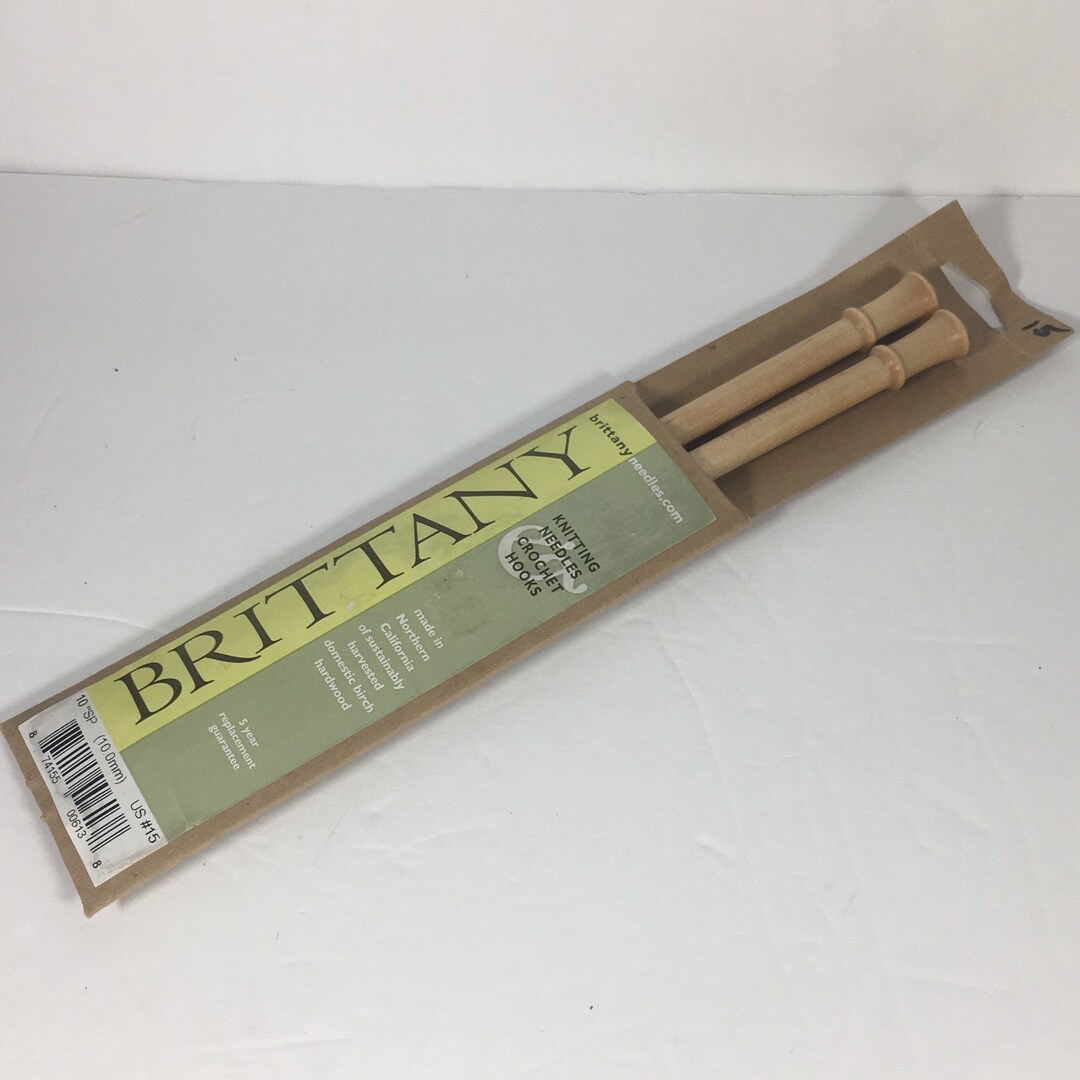 15
brittanyneedles.com
BRITTANY
KNITTING
NEEDLES
&
CROCHET
HOOKS
made in
Northern
California
of sustainably
harvested
domestic birch
hardwood
5 year
replacement
guarantee
10 "SP (10.0mm) US #15
8 74155 00613 8